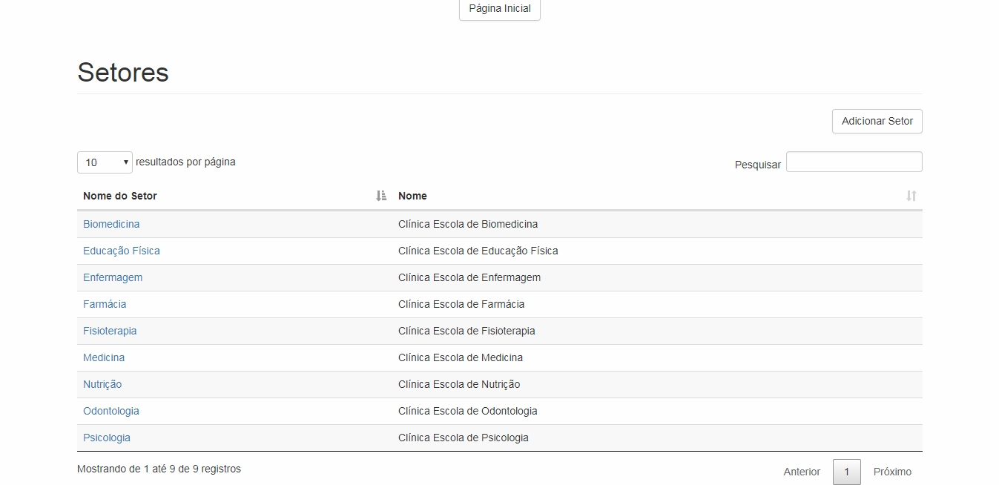 Página Inicial
Setores
Adicionar Setor
10 resultados por página
Pesquisar
Nome do Setor Nome
Biomedicina Clínica Escola de Biomedicina
Educação Física Clínica Escola de Educação Física
Enfermagem Clínica Escola de Enfermagem
Farmácia Clínica Escola de Farmácia
Fisioterapia Clínica Escola de Fisioterapia
Medicina Clínica Escola de Medicina
Nutrição Clínica Escola de Nutrição
Odontologia Clínica Escola de Odontologia
Psicologia Clínica Escola de Psicologia
Mostrando de 1 até 9 de 9 registros
Anterior 1 Próximo